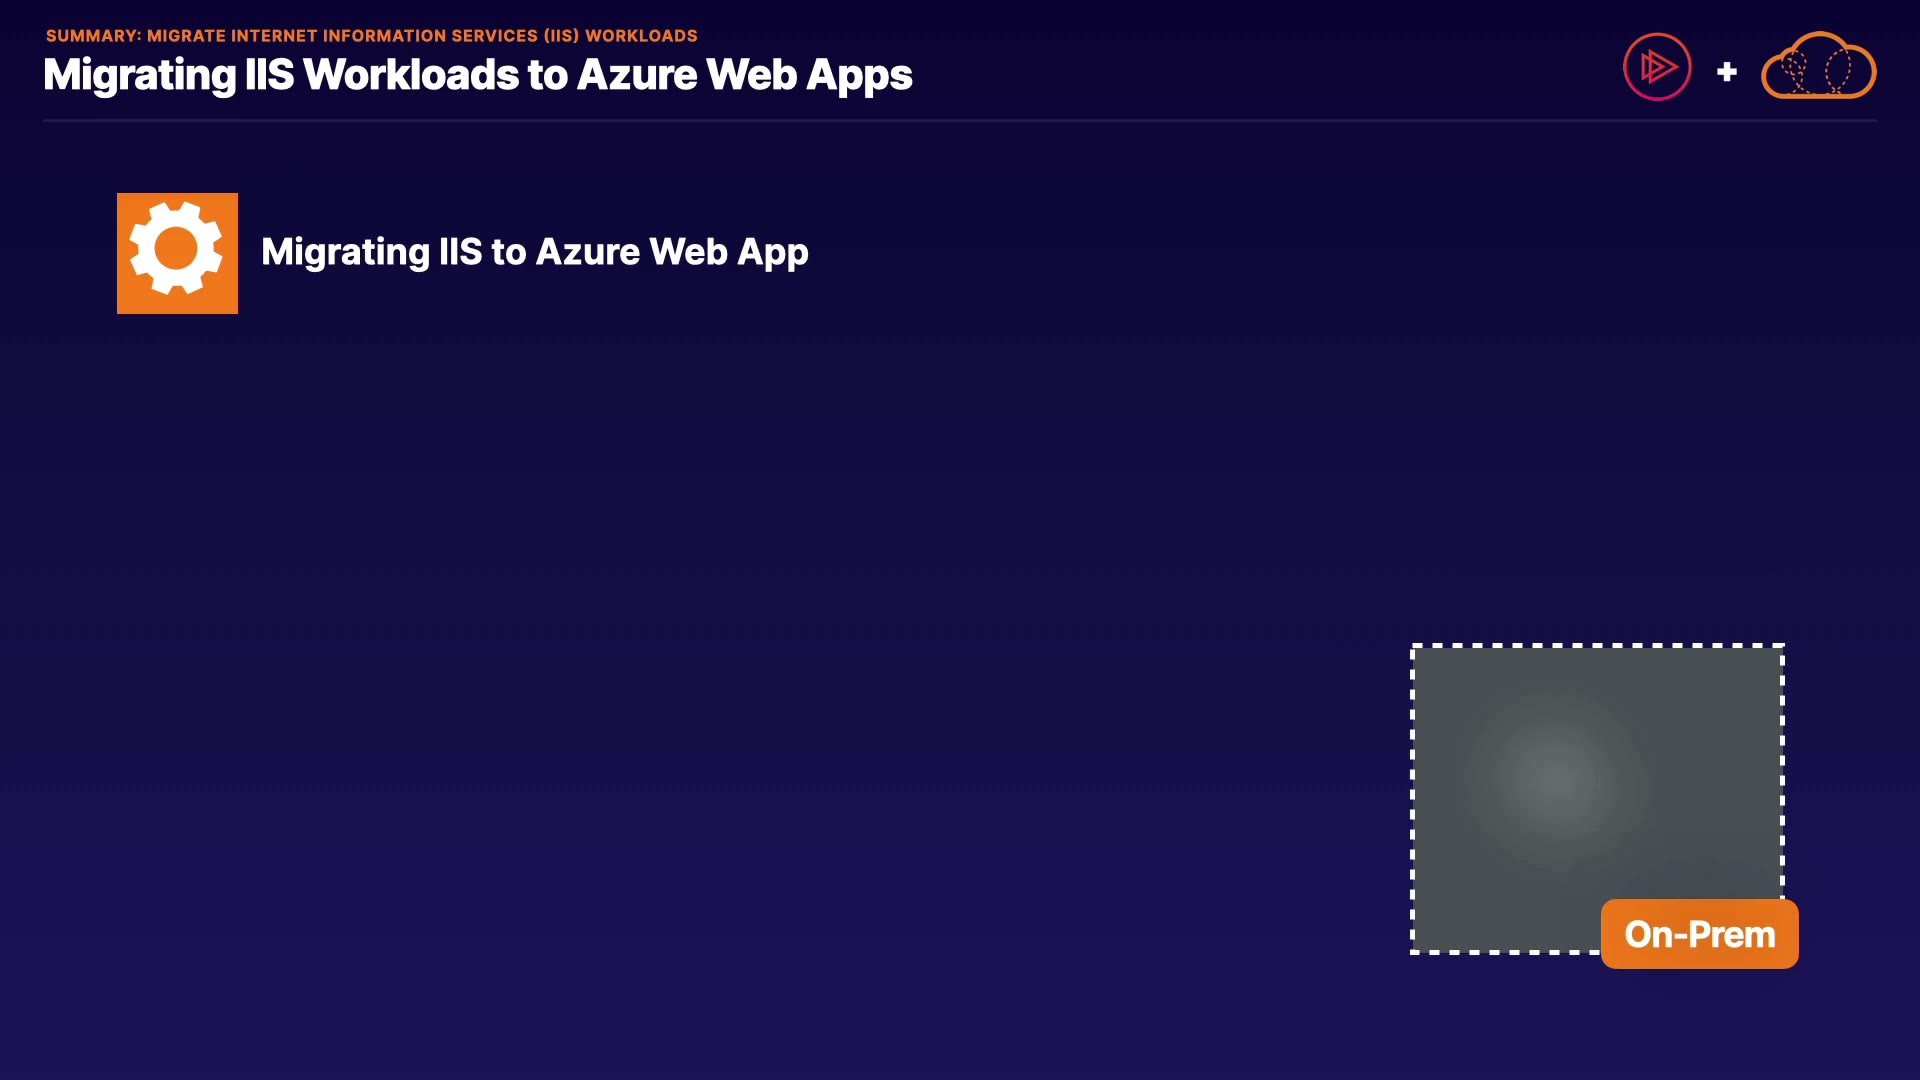 SUMMARY: MIGRATE INTERNET INFORMATION SERVICES (IIS) WORKLOADS
Migrating IIS Workloads to Azure Web Apps
Migrating IIS to Azure Web App
On-Prem